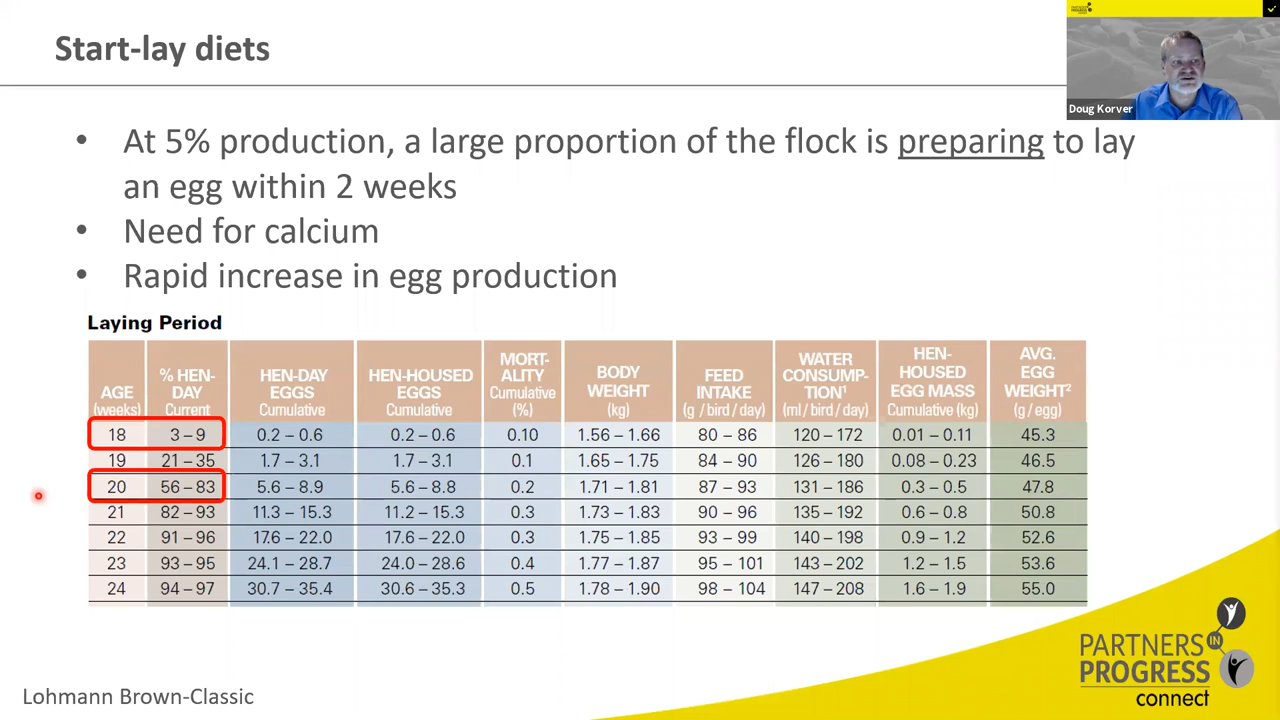 Start-lay diets
Doug Korver
• At 5% production, a large proportion of the flock is preparing to lay
an egg within 2 weeks
• Need for calcium
• Rapid increase in egg production
Laying Period
AGE (weeks) % HEN-DAY Current HEN-DAY EGGS Cumulative HEN-HOUSED EGGS Cumulative MORT-ALITY Cumulative (%) BODY WEIGHT (kg) FEED INTAKE (g / bird / day) WATER CONSUMP-TION¹ (ml / bird / day) HEN-HOUSED EGG MASS Cumulative (kg) AVG. EGG WEIGHT² (g / egg)
18 3 – 9 0.2 – 0.6 0.2 – 0.6 0.10 1.56 – 1.66 80 – 86 120 – 172 0.01 – 0.11 45.3
19 21 – 35 1.7 – 3.1 1.7 – 3.1 0.1 1.65 – 1.75 84 – 90 126 – 180 0.08 – 0.23 46.5
20 56 – 83 5.6 – 8.9 5.6 – 8.8 0.2 1.71 – 1.81 87 – 93 131 – 186 0.3 – 0.5 47.8
21 82 – 93 11.3 – 15.3 11.2 – 15.3 0.3 1.73 – 1.83 90 – 96 135 – 192 0.6 – 0.8 50.8
22 91 – 96 17.6 – 22.0 17.6 – 22.0 0.3 1.75 – 1.85 93 – 99 140 – 198 0.9 – 1.2 52.6
23 93 – 95 24.1 – 28.7 24.0 – 28.6 0.4 1.77 – 1.87 95 – 101 143 – 202 1.2 – 1.5 53.6
24 94 – 97 30.7 – 35.4 30.6 – 35.3 0.5 1.78 – 1.90 98 – 104 147 – 208 1.6 – 1.9 55.0
PARTNERS IN
PROGRESS
connect
Lohmann Brown-Classic